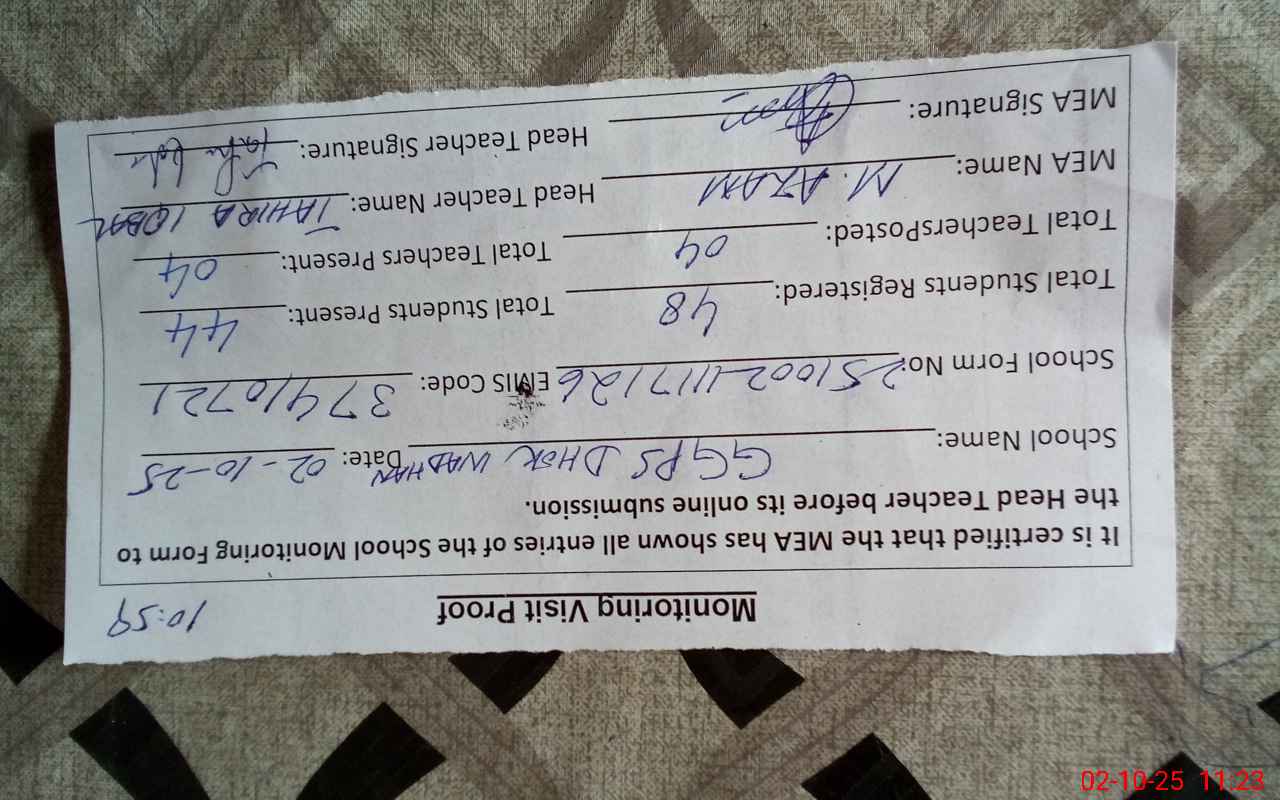 Monitoring Visit Proof 10:59
It is certified that the MEA has shown all entries of the School Monitoring Form to
the Head Teacher before its online submission.
School Name: GGPS DHOK WADHAN Date: 02-10-25
School Form No: 2510021117126 EMIS Code: 37410721
Total Students Registered: 48 Total Students Present: 44
Total TeachersPosted: 04 Total Teachers Present: 04
MEA Name: M. AZAM Head Teacher Name: TAHIRA IQBAL
MEA Signature: Head Teacher Signature:
02-10-25 11:23